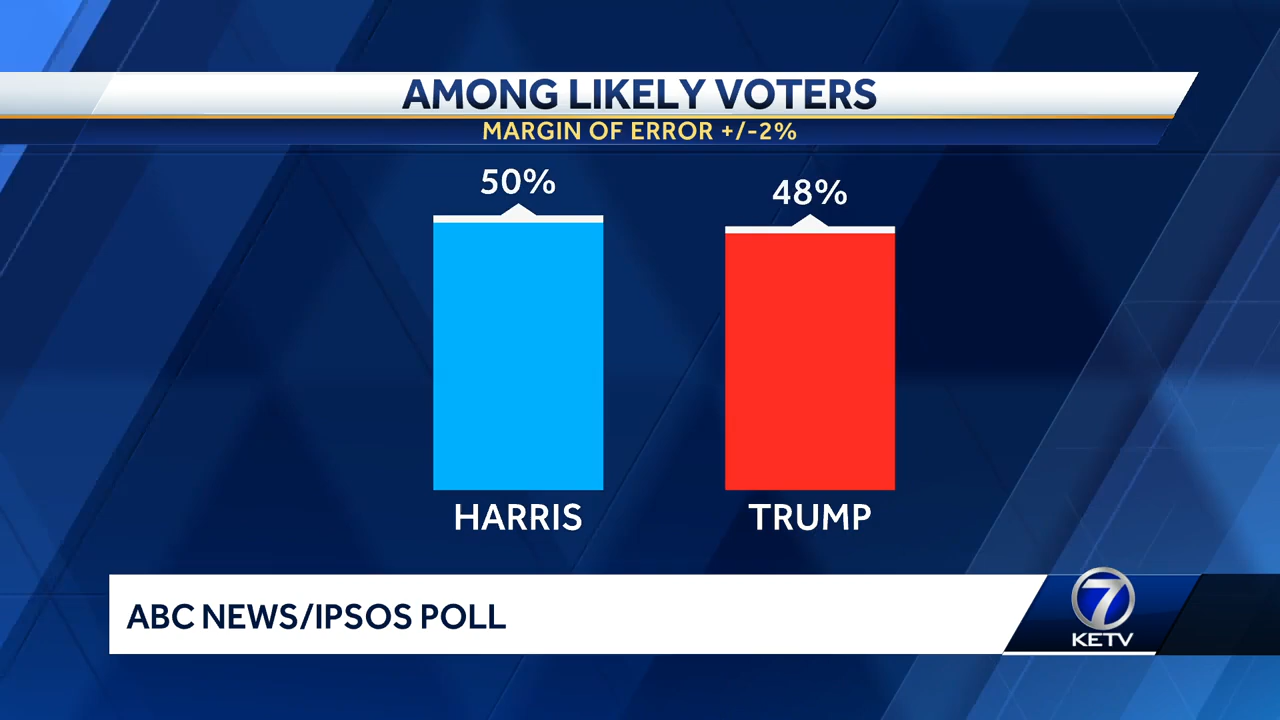 AMONG LIKELY VOTERS
MARGIN OF ERROR +/-2%
50%
48%
HARRIS
TRUMP
ABC NEWS/IPSOS POLL
7
KETV